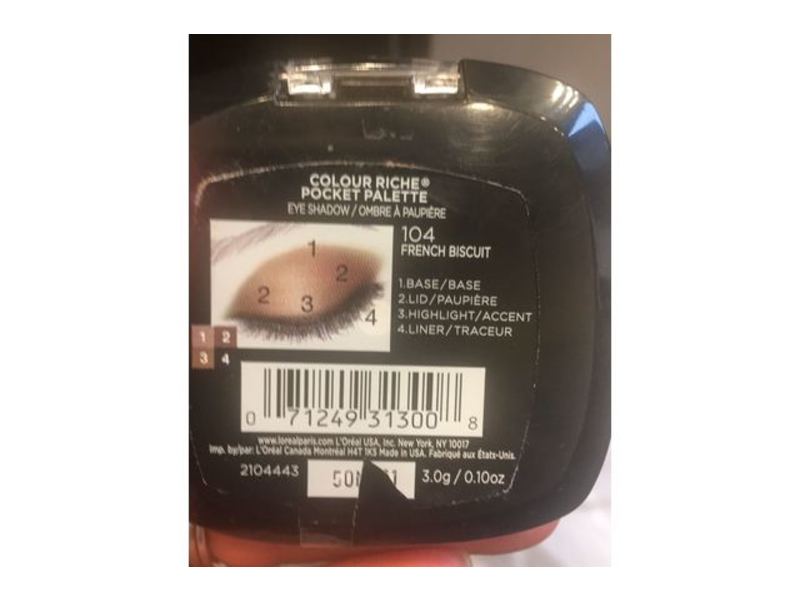 COLOUR RICHE®
POCKET PALETTE
EYE SHADOW / OMBRE À PAUPIÈRE
104
FRENCH BISCUIT
1
2
2
3
4
1.BASE/BASE
2.LID/PAUPIÈRE
3.HIGHLIGHT/ACCENT
4.LINER/TRACEUR
1 2
3 4
0 71249 31300 8
www.lorealparis.com L'Oréal USA, Inc. New York, NY 10017
Imp. by/par: L'Oréal Canada Montréal H4T 1K5 Made in USA. Fabriqué aux États-Unis.
2104443
3.0g / 0.10oz